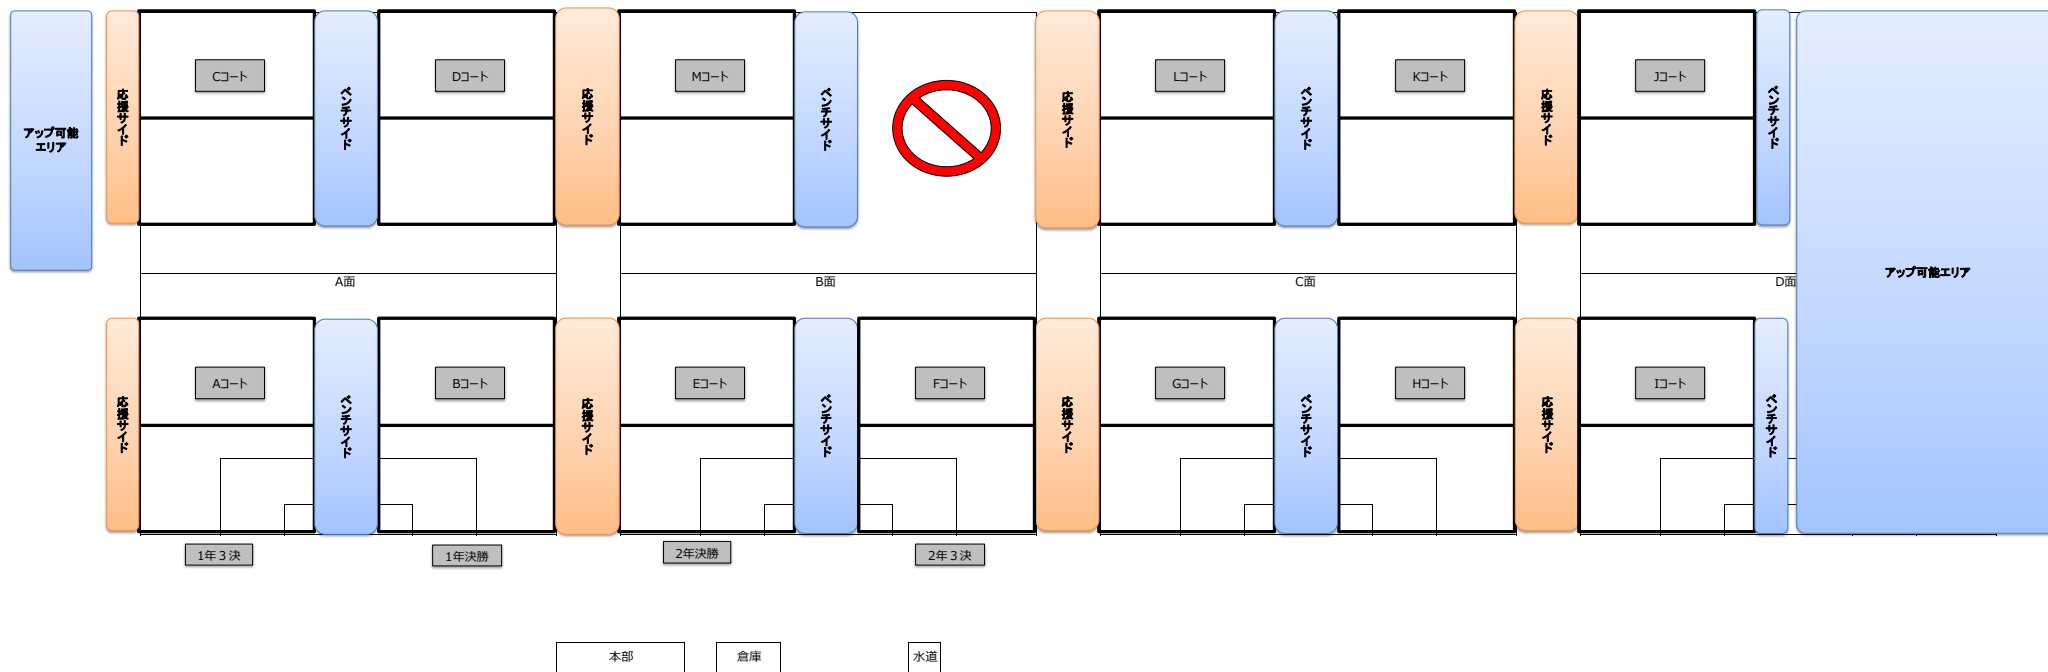 Cコート
Dコート
Mコート
Lコート
Kコート
Jコート
アップ可能
エリア
応援サイド
ベンチサイド
応援サイド
ベンチサイド
応援サイド
ベンチサイド
応援サイド
ベンチサイド
アップ可能エリア
A面
B面
C面
D面
Aコート
Bコート
Eコート
Fコート
Gコート
Hコート
Iコート
応援サイド
ベンチサイド
応援サイド
ベンチサイド
応援サイド
ベンチサイド
応援サイド
ベンチサイド
1年３決
1年決勝
2年決勝
2年３決
本部
倉庫
水道